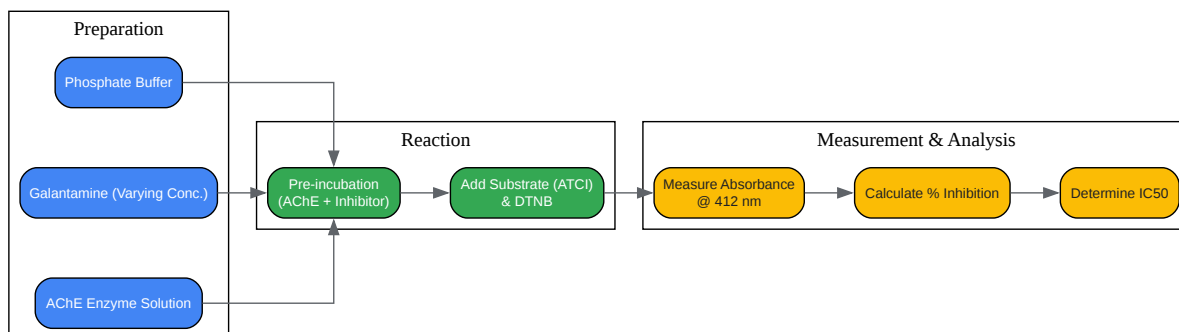 Preparation
Phosphate Buffer
Galantamine (Varying Conc.)
AChE Enzyme Solution
Reaction
Pre-incubation
(AChE + Inhibitor)
Add Substrate (ATCI)
& DTNB
Measurement & Analysis
Measure Absorbance
@ 412 nm
Calculate % Inhibition
Determine IC50